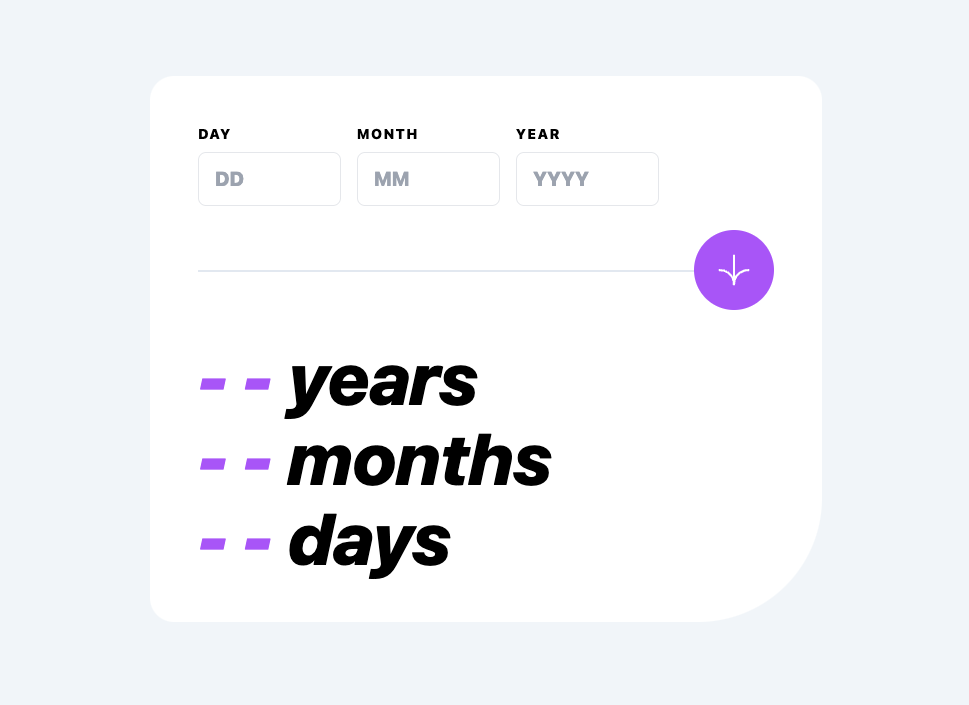 DAY MONTH YEAR
DD MM YYYY
- - years
- - months
- - days